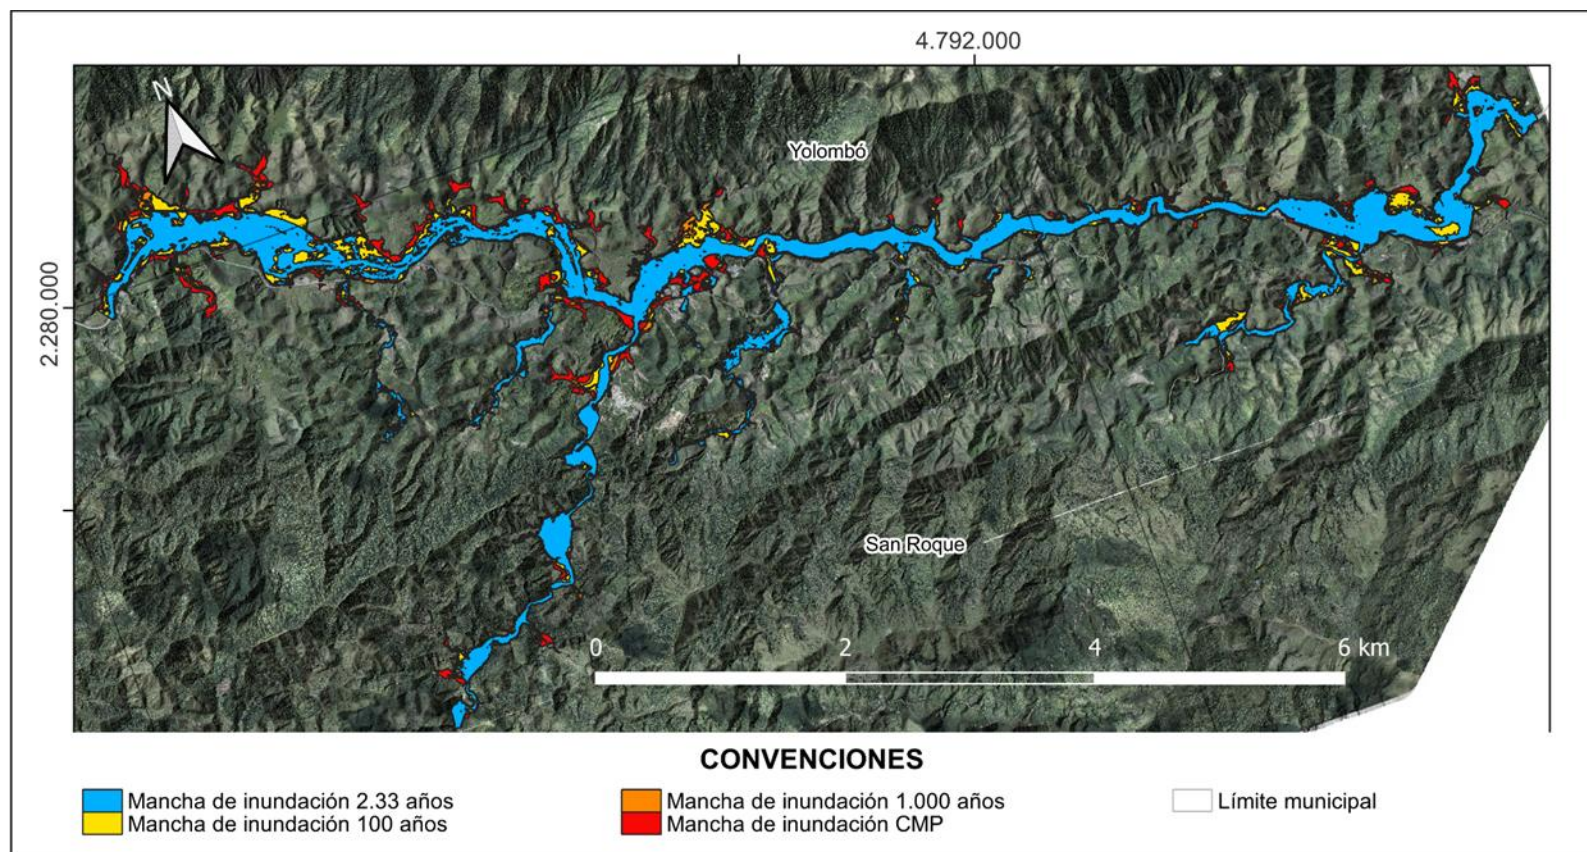 4.792.000
N
Yolombó
2.280.000
San Roque
0 2 4 6 km
CONVENCIONES
Mancha de inundación 2.33 años
Mancha de inundación 100 años
Mancha de inundación 1.000 años
Mancha de inundación CMP
Límite municipal